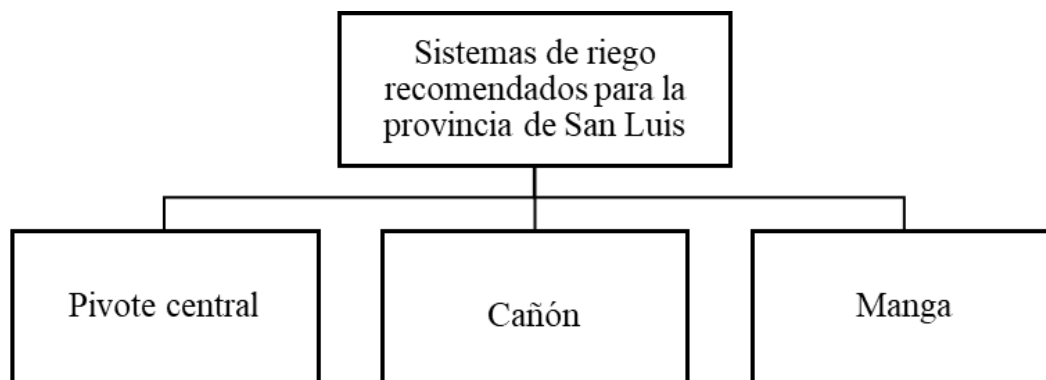 Sistemas de riego
recomendados para la
provincia de San Luis
Pivote central
Cañón
Manga